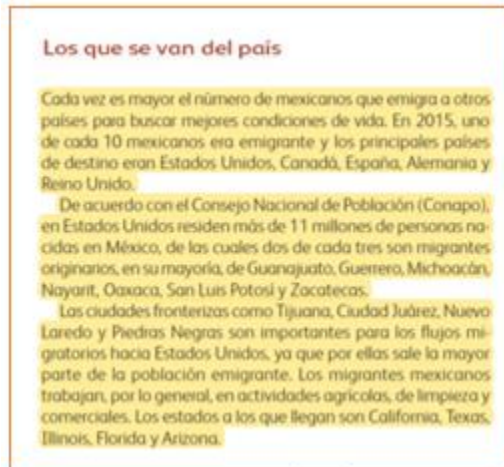 Los que se van del país
Cada vez es mayor el número de mexicanos que emigra a otros
países para buscar mejores condiciones de vida. En 2015, uno
de cada 10 mexicanos era emigrante y los principales países
de destino eran Estados Unidos, Canadá, España, Alemania y
Reino Unido.
De acuerdo con el Consejo Nacional de Población (Conapo),
en Estados Unidos residen más de 11 millones de personas na-
cidas en México, de las cuales dos de cada tres son migrantes
originarios, en su mayoría, de Guanajuato, Guerrero, Michoacán,
Nayarit, Oaxaca, San Luis Potosí y Zacatecas.
Las ciudades fronterizas como Tijuana, Ciudad Juárez, Nuevo
Laredo y Piedras Negras son importantes para los flujos mi-
gratorios hacia Estados Unidos, ya que por ellas sale la mayor
parte de la población emigrante. Los migrantes mexicanos
trabajan, por lo general, en actividades agrícolas, de limpieza y
comerciales. Los estados a los que llegan son California, Texas,
Illinois, Florida y Arizona.